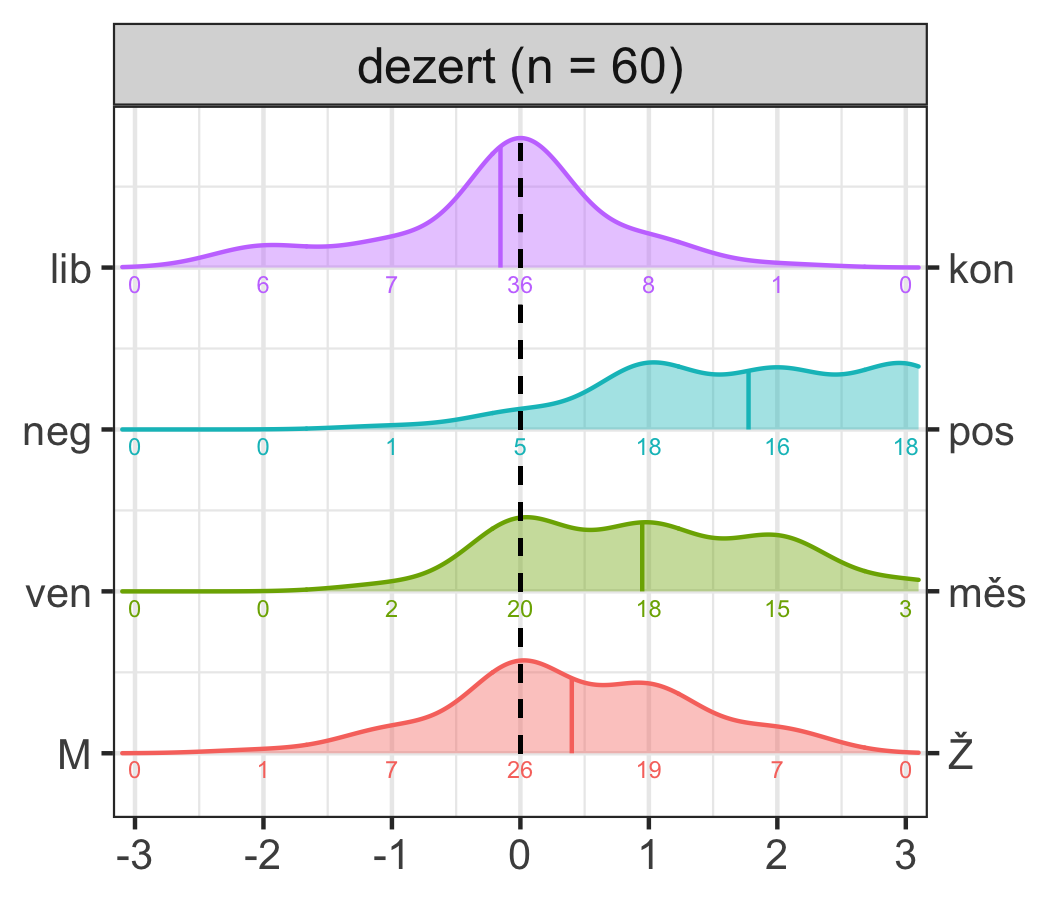 dezert (n = 60)
lib kon
0 6 7 36 8 1 0
neg pos
0 0 1 5 18 16 18
ven měs
0 0 2 20 18 15 3
M Ž
0 1 7 26 19 7 0
-3 -2 -1 0 1 2 3